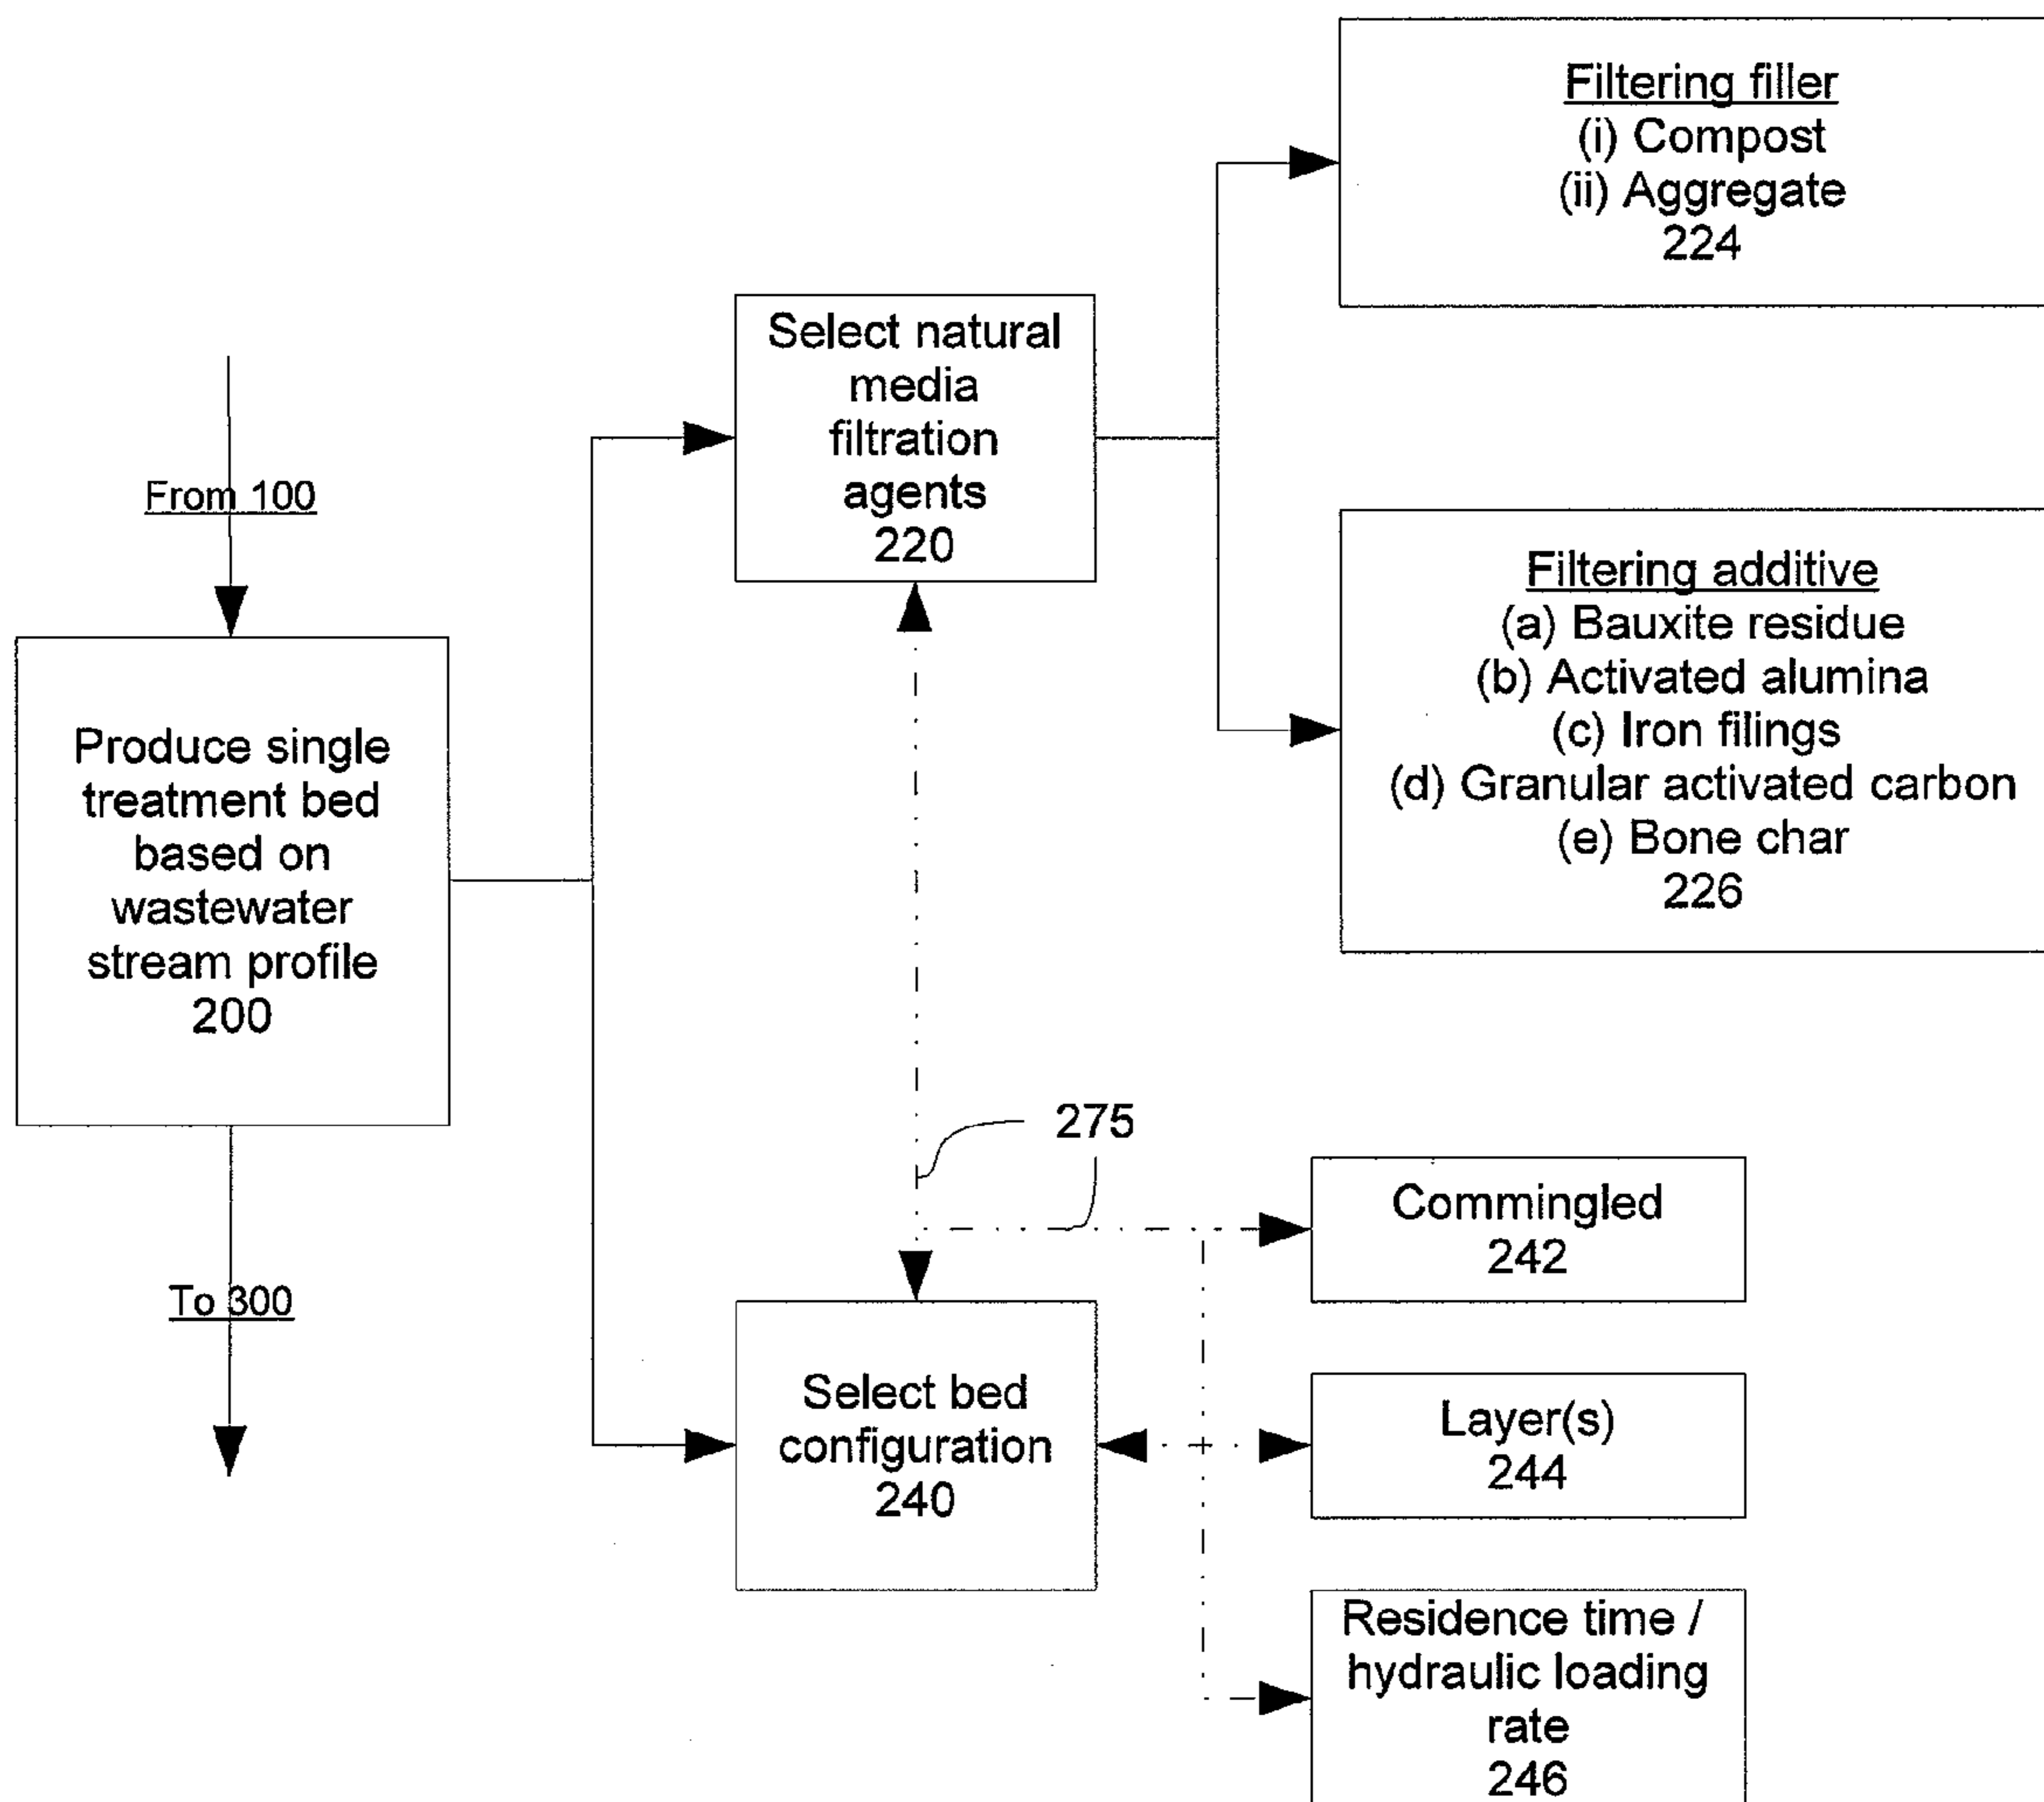 From 100
Produce single
treatment bed
based on
wastewater
stream profile
200
To 300
Select natural
media
filtration
agents
220
Filtering filler
(i) Compost
(ii) Aggregate
224
Filtering additive
(a) Bauxite residue
(b) Activated alumina
(c) Iron filings
(d) Granular activated carbon
(e) Bone char
226
275
Select bed
configuration
240
Commingled
242
Layer(s)
244
Residence time /
hydraulic loading
rate
246